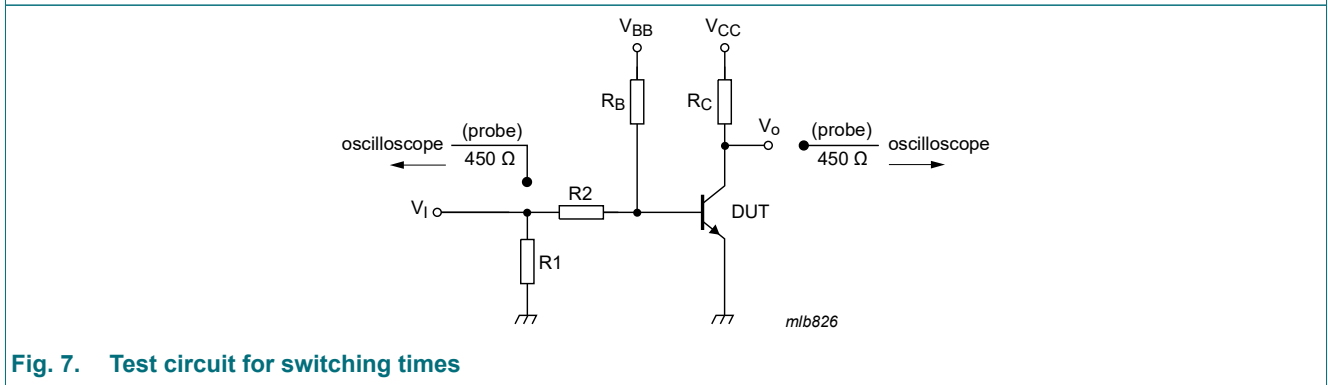 VBB VCC
RB RC
oscilloscope (probe) 450 Ω
Vo (probe) 450 Ω oscilloscope
VI R2 DUT
R1
mlb826
Fig. 7. Test circuit for switching times